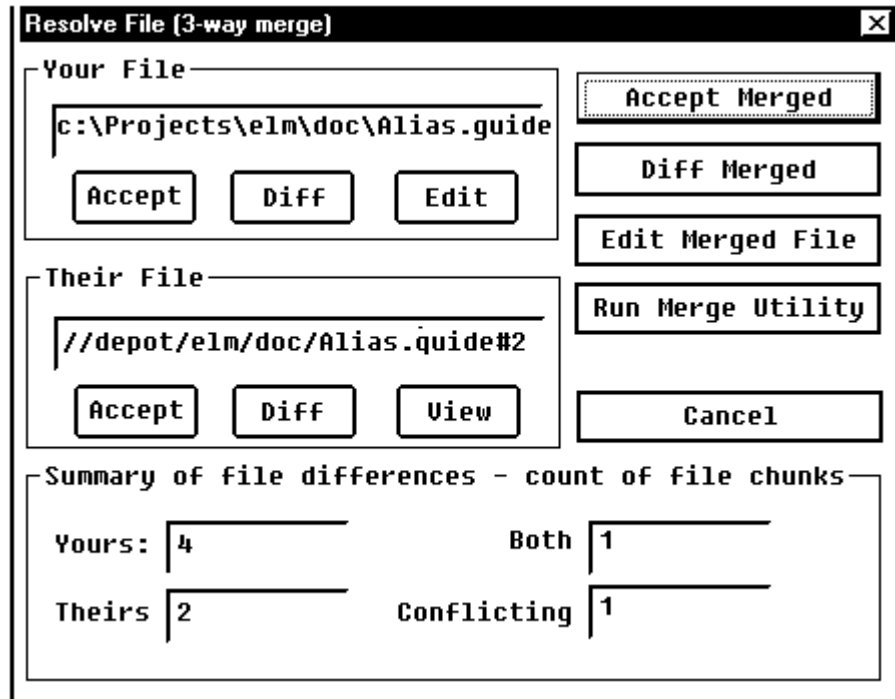 Resolve File (3-way merge)
Your File
c:\Projects\elm\doc\Alias.guide
Accept Diff Edit
Their File
//depot/elm/doc/Alias.guide#2
Accept Diff View
Accept Merged
Diff Merged
Edit Merged File
Run Merge Utility
Cancel
Summary of file differences - count of file chunks
Yours: 4 Both 1
Theirs 2 Conflicting 1